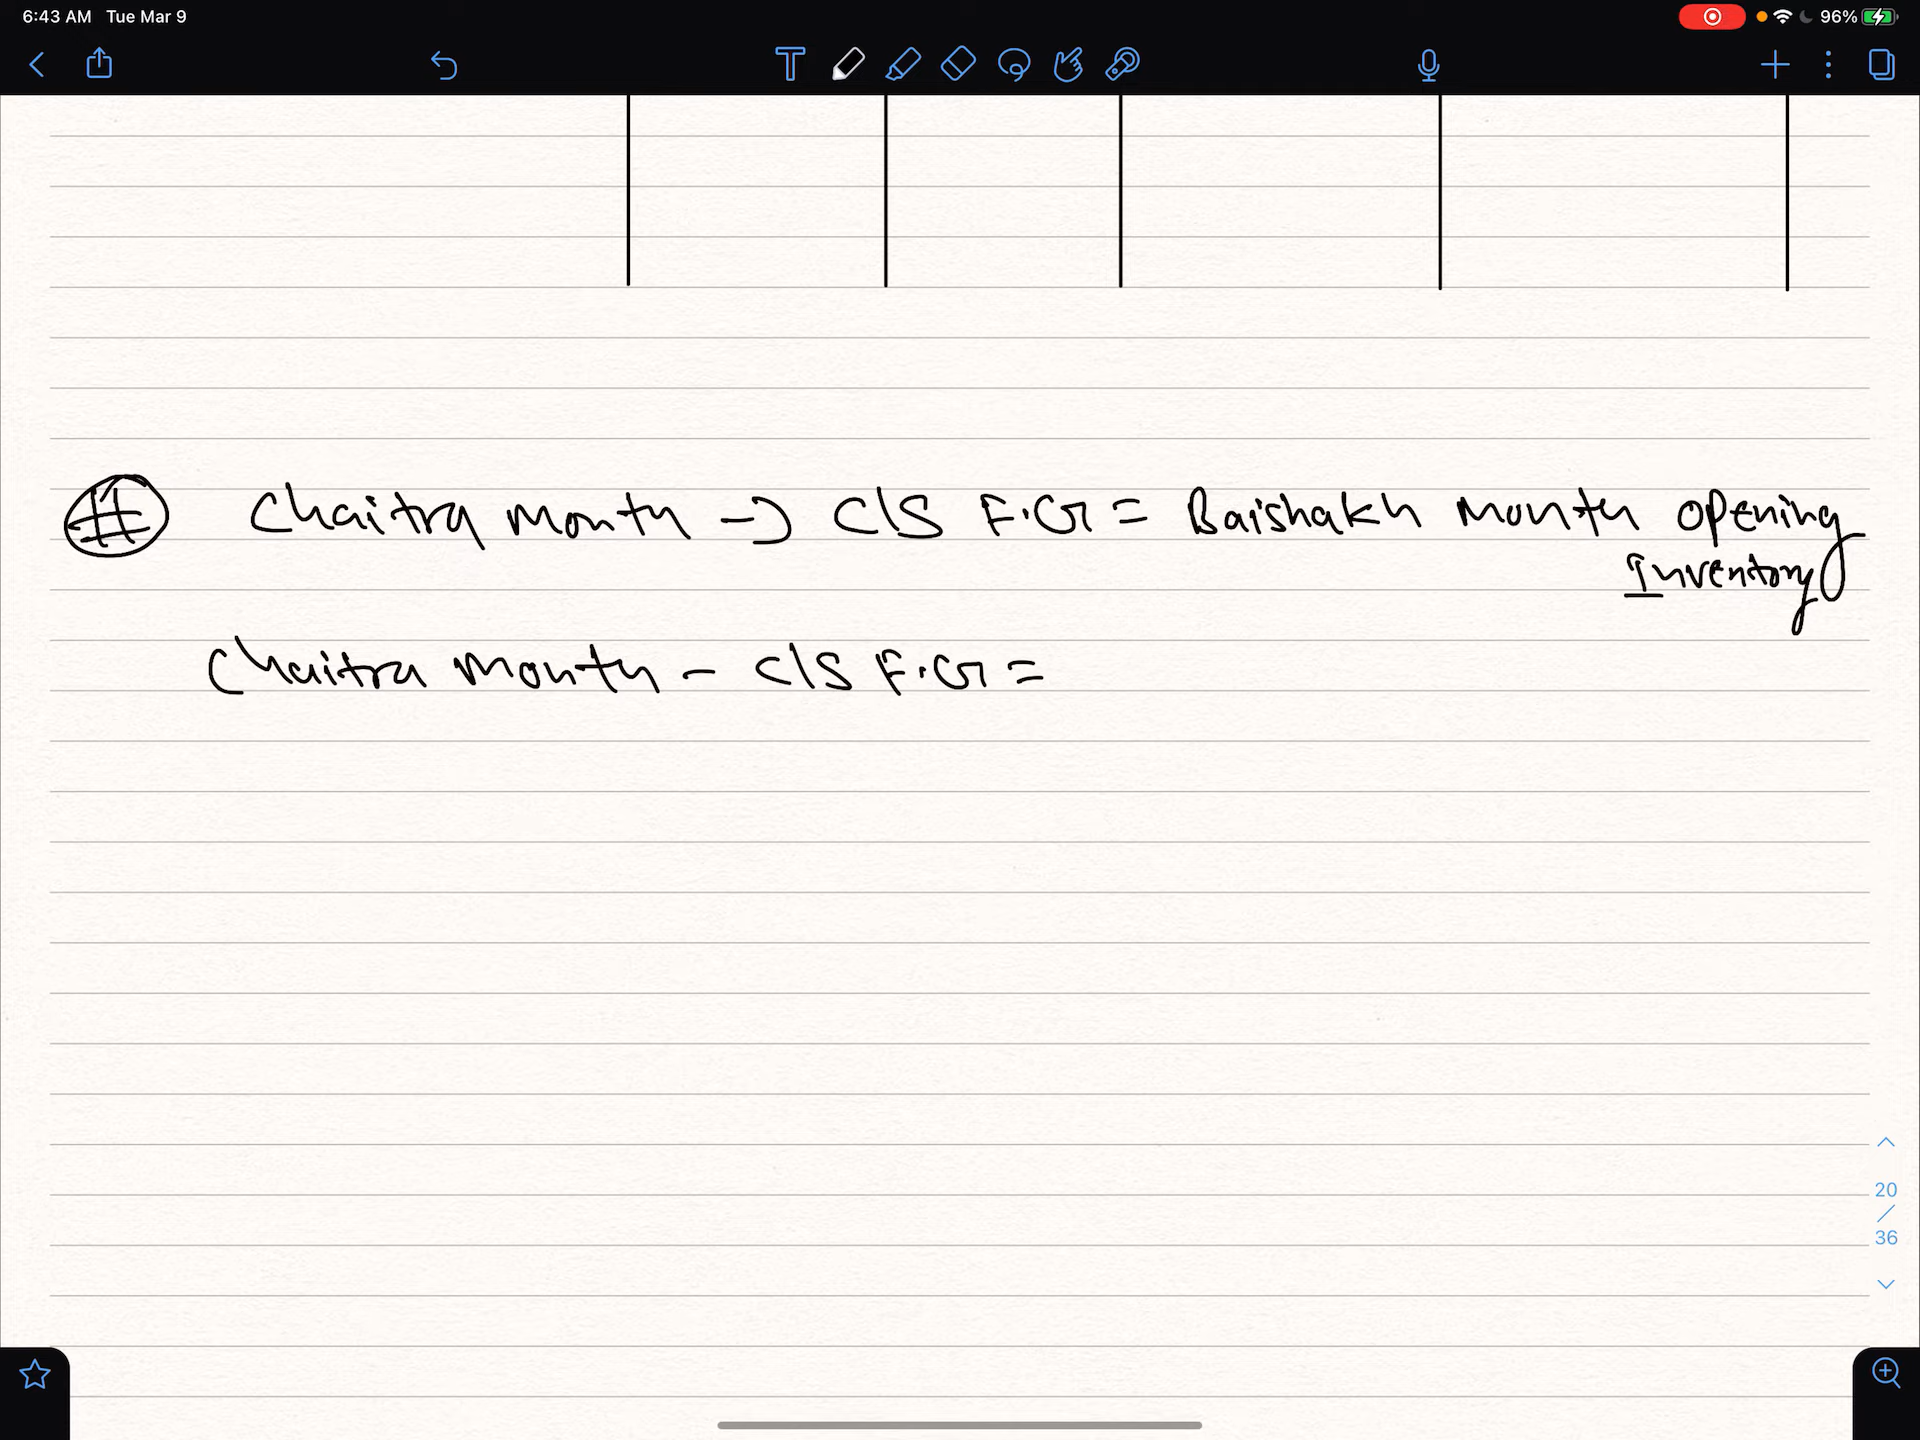 6:43 AM Tue Mar 9
96%
# Chaitra Month → C/S F.G = Baishakh Month Opening
Inventory
Chaitra Month - C/S F.G =
20
/
36